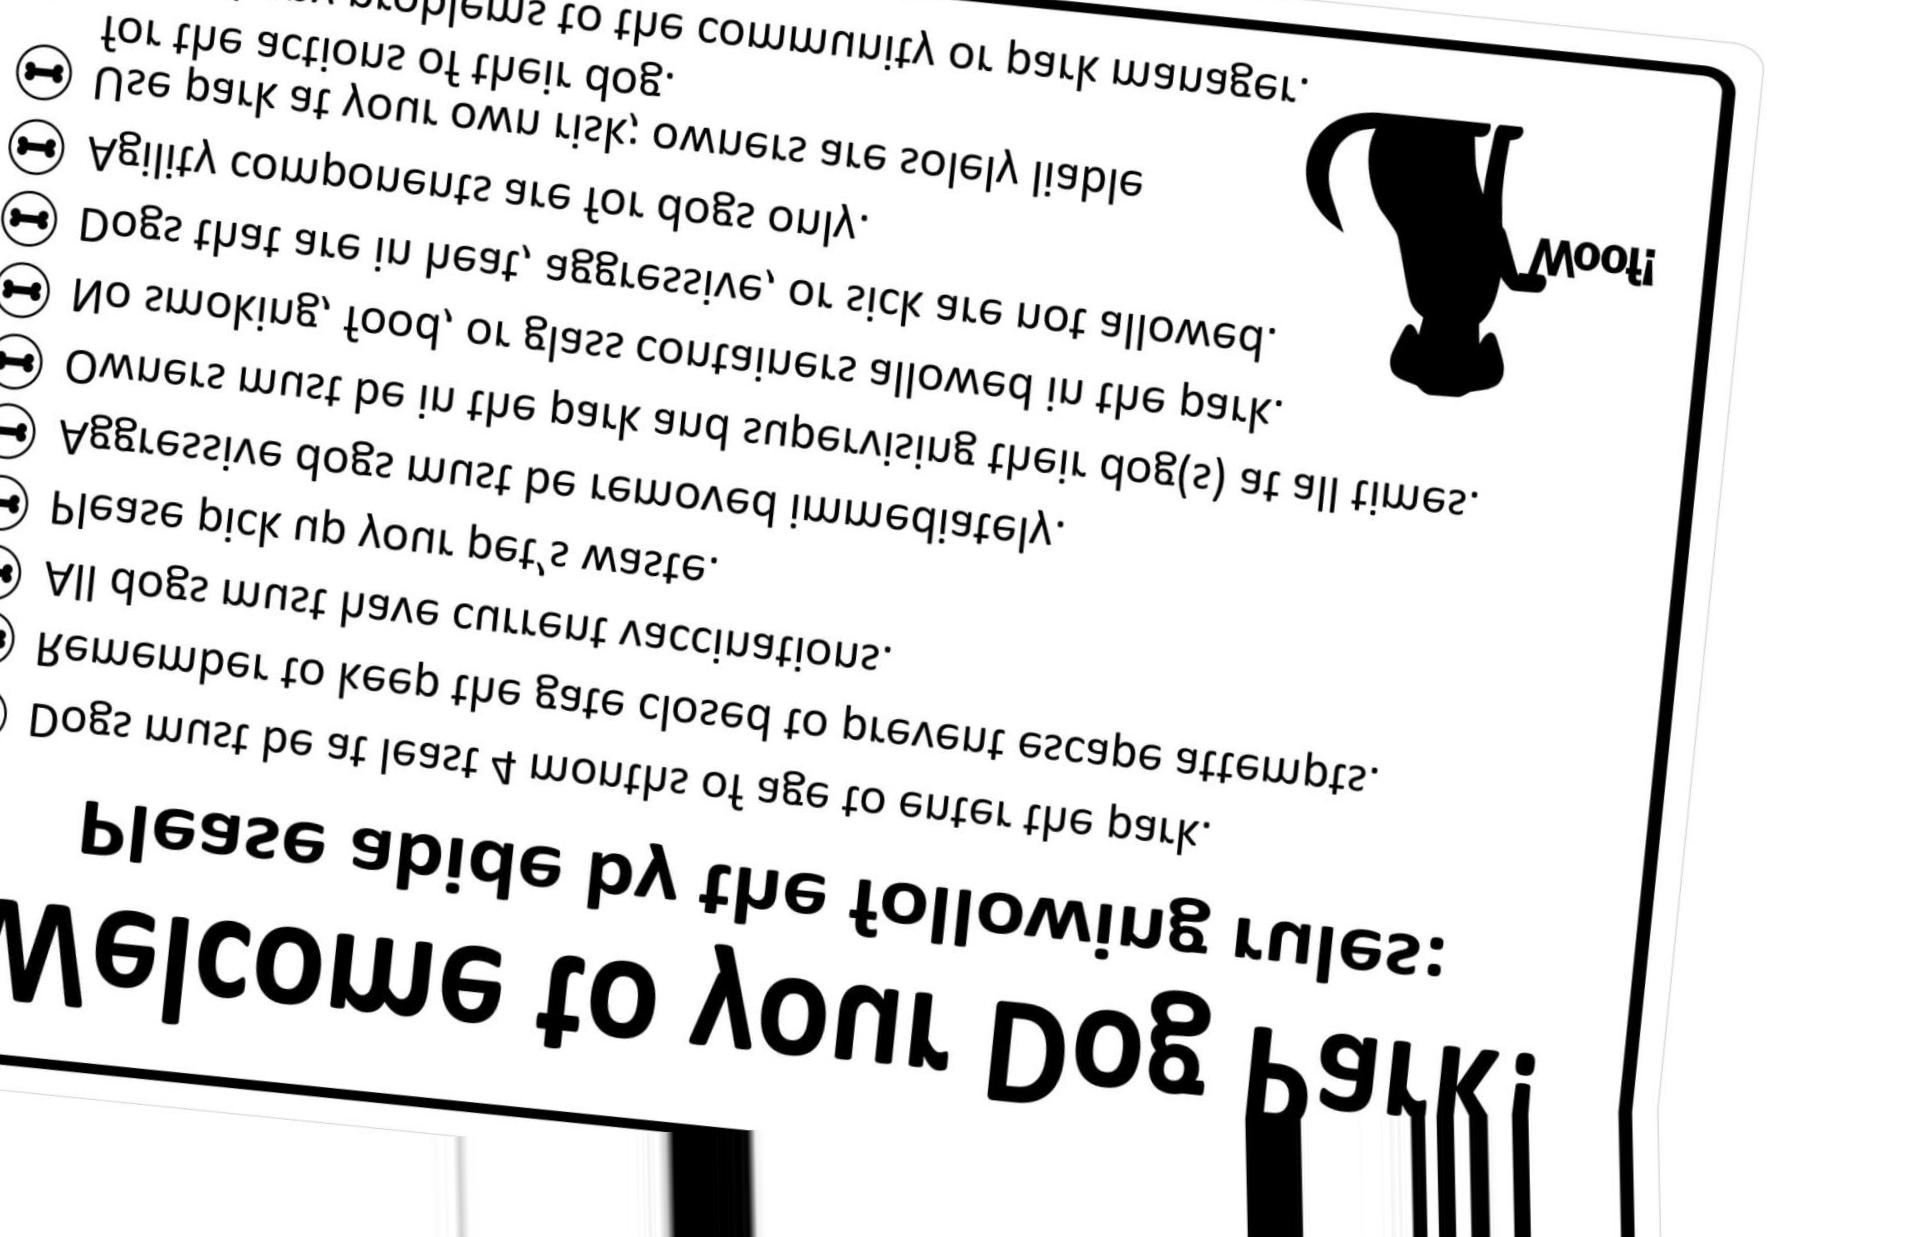 Welcome to your Dog Park!
Please abide by the following rules:
Dogs must be at least 4 months of age to enter the park.
Remember to keep the gate closed to prevent escape attempts.
All dogs must have current vaccinations.
Please pick up your pet's waste.
Aggressive dogs must be removed immediately.
Owners must be in the park and supervising their dog(s) at all times.
No smoking, food, or glass containers allowed in the park.
Dogs that are in heat, aggressive, or sick are not allowed.
Agility components are for dogs only.
Use park at your own risk; owners are solely liable
for the actions of their dog.
problems to the community or park manager.
Woof!